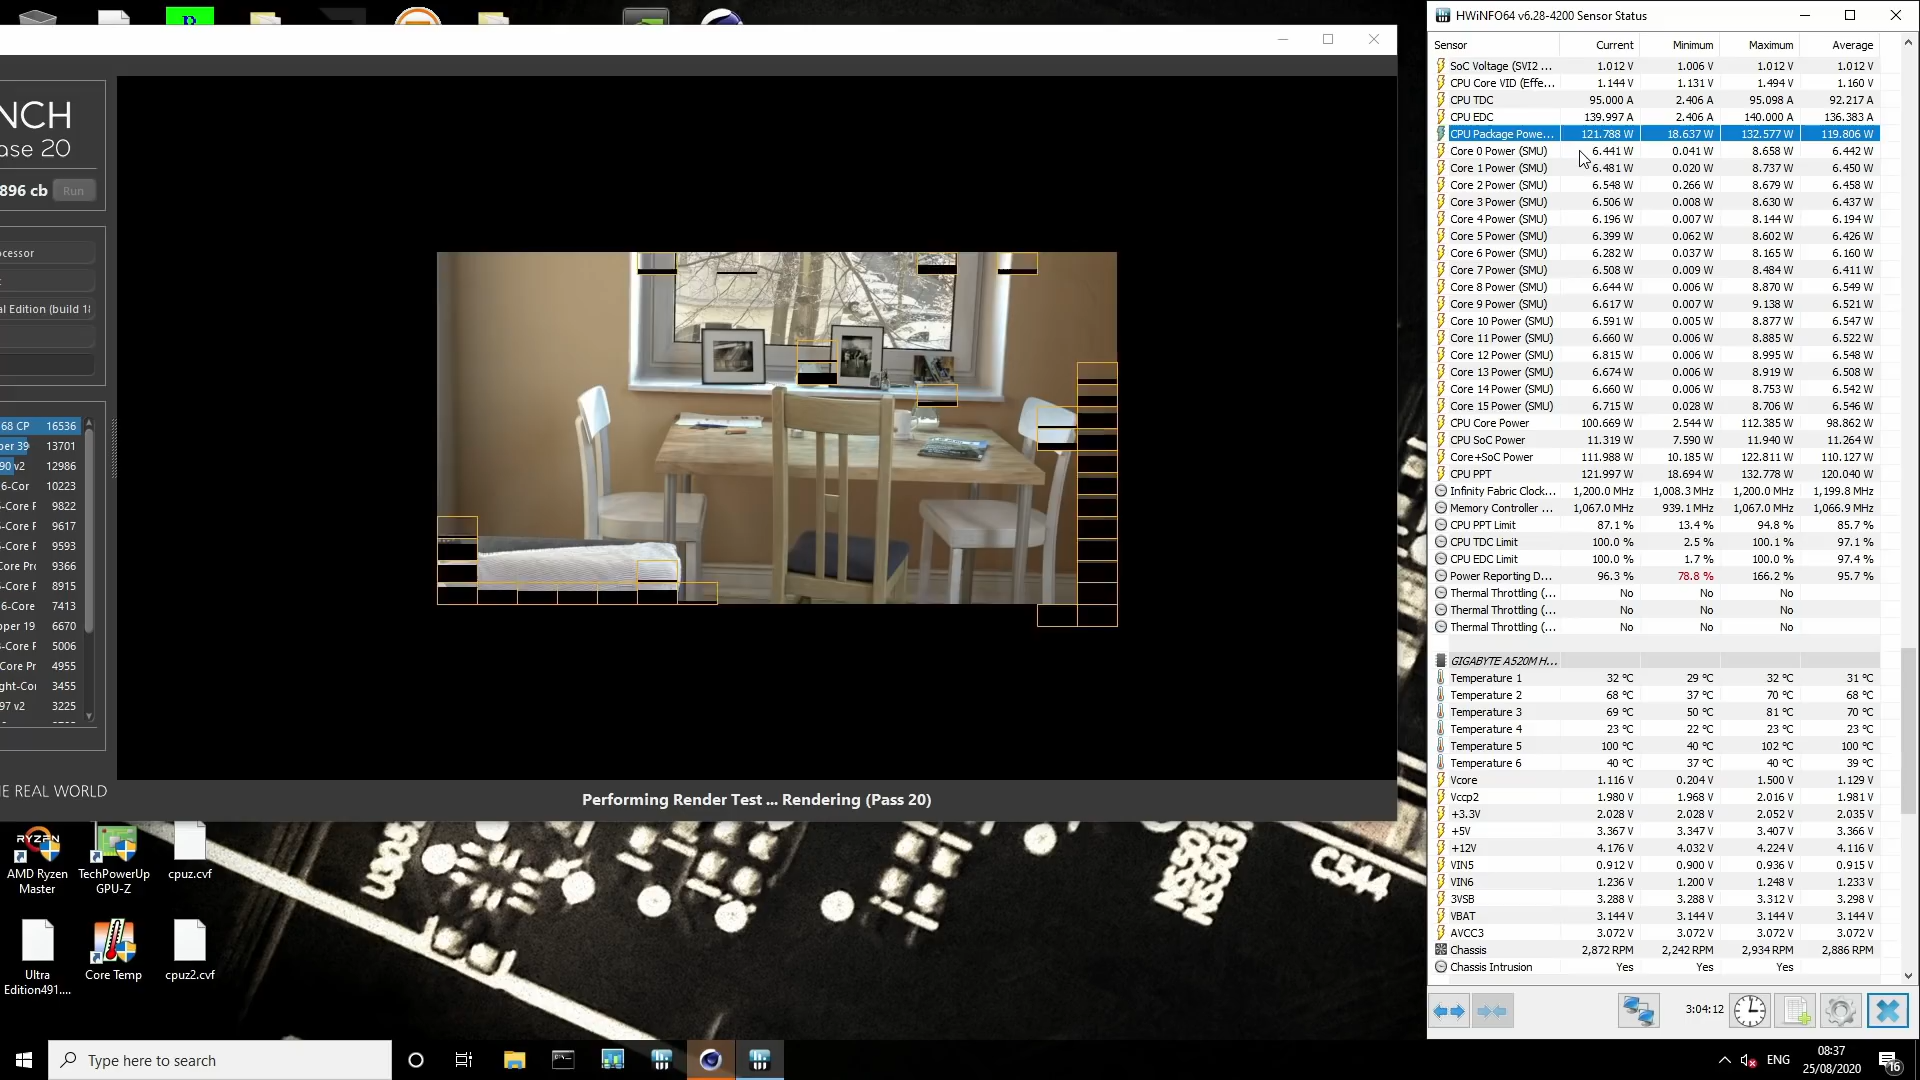 NCH
ase 20
896 cb Run
cessor
al Edition (build 18
68 CP 16536
per 39 13701
90 v2 12986
6-Cor 10223
5-Core F 9822
5-Core F 9617
5-Core F 9593
Core Pro 9366
5-Core F 8915
6-Core 7413
pper 19 6670
-Core F 5006
Core Pr 4955
ght-Cor 3455
97 v2 3225
E REAL WORLD
Performing Render Test ... Rendering (Pass 20)
AMD Ryzen Master
TechPowerUp GPU-Z
cpuz.cvf
Ultra Edition491....
Core Temp
cpuz2.cvf
C544
HWiNFO64 v6.28-4200 Sensor Status
Sensor Current Minimum Maximum Average
SoC Voltage (SVI2 ... 1.012 V 1.006 V 1.012 V 1.012 V
CPU Core VID (Effe... 1.144 V 1.131 V 1.494 V 1.160 V
CPU TDC 95.000 A 2.406 A 95.098 A 92.217 A
CPU EDC 139.997 A 2.406 A 140.000 A 136.383 A
CPU Package Powe... 121.788 W 18.637 W 132.577 W 119.806 W
Core 0 Power (SMU) 6.441 W 0.041 W 8.658 W 6.442 W
Core 1 Power (SMU) 6.481 W 0.020 W 8.737 W 6.450 W
Core 2 Power (SMU) 6.548 W 0.266 W 8.679 W 6.458 W
Core 3 Power (SMU) 6.506 W 0.008 W 8.630 W 6.437 W
Core 4 Power (SMU) 6.196 W 0.007 W 8.144 W 6.194 W
Core 5 Power (SMU) 6.399 W 0.062 W 8.602 W 6.426 W
Core 6 Power (SMU) 6.282 W 0.037 W 8.165 W 6.160 W
Core 7 Power (SMU) 6.508 W 0.009 W 8.484 W 6.411 W
Core 8 Power (SMU) 6.644 W 0.006 W 8.870 W 6.549 W
Core 9 Power (SMU) 6.617 W 0.007 W 9.138 W 6.521 W
Core 10 Power (SMU) 6.591 W 0.005 W 8.877 W 6.547 W
Core 11 Power (SMU) 6.660 W 0.006 W 8.885 W 6.522 W
Core 12 Power (SMU) 6.815 W 0.006 W 8.995 W 6.548 W
Core 13 Power (SMU) 6.674 W 0.006 W 8.919 W 6.508 W
Core 14 Power (SMU) 6.660 W 0.006 W 8.753 W 6.542 W
Core 15 Power (SMU) 6.715 W 0.028 W 8.706 W 6.546 W
CPU Core Power 100.669 W 2.544 W 112.385 W 98.862 W
CPU SoC Power 11.319 W 7.590 W 11.940 W 11.264 W
Core+SoC Power 111.988 W 10.185 W 122.811 W 110.127 W
CPU PPT 121.997 W 18.694 W 132.778 W 120.040 W
Infinity Fabric Clock... 1,200.0 MHz 1,008.3 MHz 1,200.0 MHz 1,199.8 MHz
Memory Controller ... 1,067.0 MHz 939.1 MHz 1,067.0 MHz 1,066.9 MHz
CPU PPT Limit 87.1 % 13.4 % 94.8 % 85.7 %
CPU TDC Limit 100.0 % 2.5 % 100.1 % 97.1 %
CPU EDC Limit 100.0 % 1.7 % 100.0 % 97.4 %
Power Reporting D... 96.3 % 78.8 % 166.2 % 95.7 %
Thermal Throttling (... No No No
Thermal Throttling (... No No No
Thermal Throttling (... No No No
GIGABYTE A520M H...
Temperature 1 32 °C 29 °C 32 °C 31 °C
Temperature 2 68 °C 37 °C 70 °C 68 °C
Temperature 3 69 °C 50 °C 81 °C 70 °C
Temperature 4 23 °C 22 °C 23 °C 23 °C
Temperature 5 100 °C 40 °C 102 °C 100 °C
Temperature 6 40 °C 37 °C 40 °C 39 °C
Vcore 1.116 V 0.204 V 1.500 V 1.129 V
Vccp2 1.980 V 1.968 V 2.016 V 1.981 V
+3.3V 2.028 V 2.028 V 2.052 V 2.035 V
+5V 3.367 V 3.347 V 3.407 V 3.366 V
+12V 4.176 V 4.032 V 4.224 V 4.116 V
VIN5 0.912 V 0.900 V 0.936 V 0.915 V
VIN6 1.236 V 1.200 V 1.248 V 1.233 V
3VSB 3.288 V 3.288 V 3.312 V 3.298 V
VBAT 3.144 V 3.144 V 3.144 V 3.144 V
AVCC3 3.072 V 3.072 V 3.072 V 3.072 V
Chassis 2,872 RPM 2,242 RPM 2,934 RPM 2,886 RPM
Chassis Intrusion Yes Yes Yes
3:04:12
Type here to search
ENG
08:37
25/08/2020
16